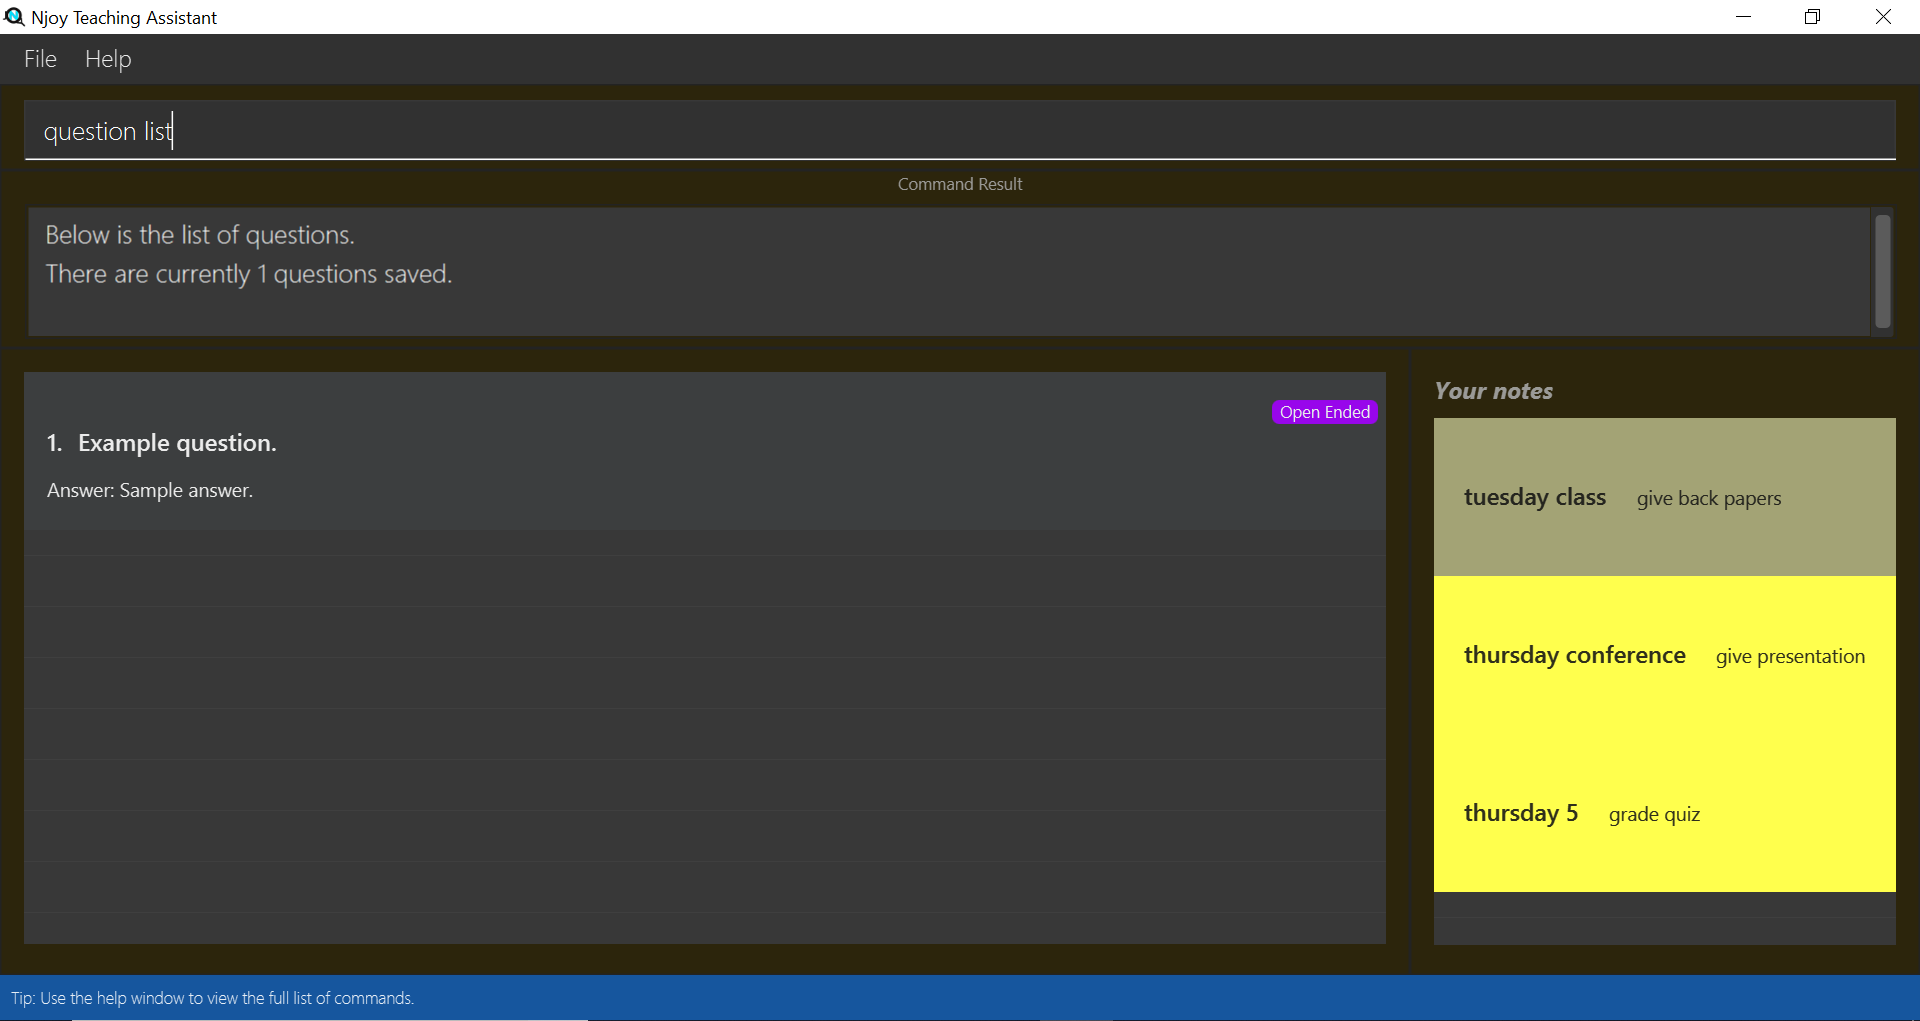 Njoy Teaching Assistant
File Help
question list
Command Result
Below is the list of questions.
There are currently 1 questions saved.
Open Ended
1. Example question.
Answer: Sample answer.
Your notes
tuesday class give back papers
thursday conference give presentation
thursday 5 grade quiz
Tip: Use the help window to view the full list of commands.